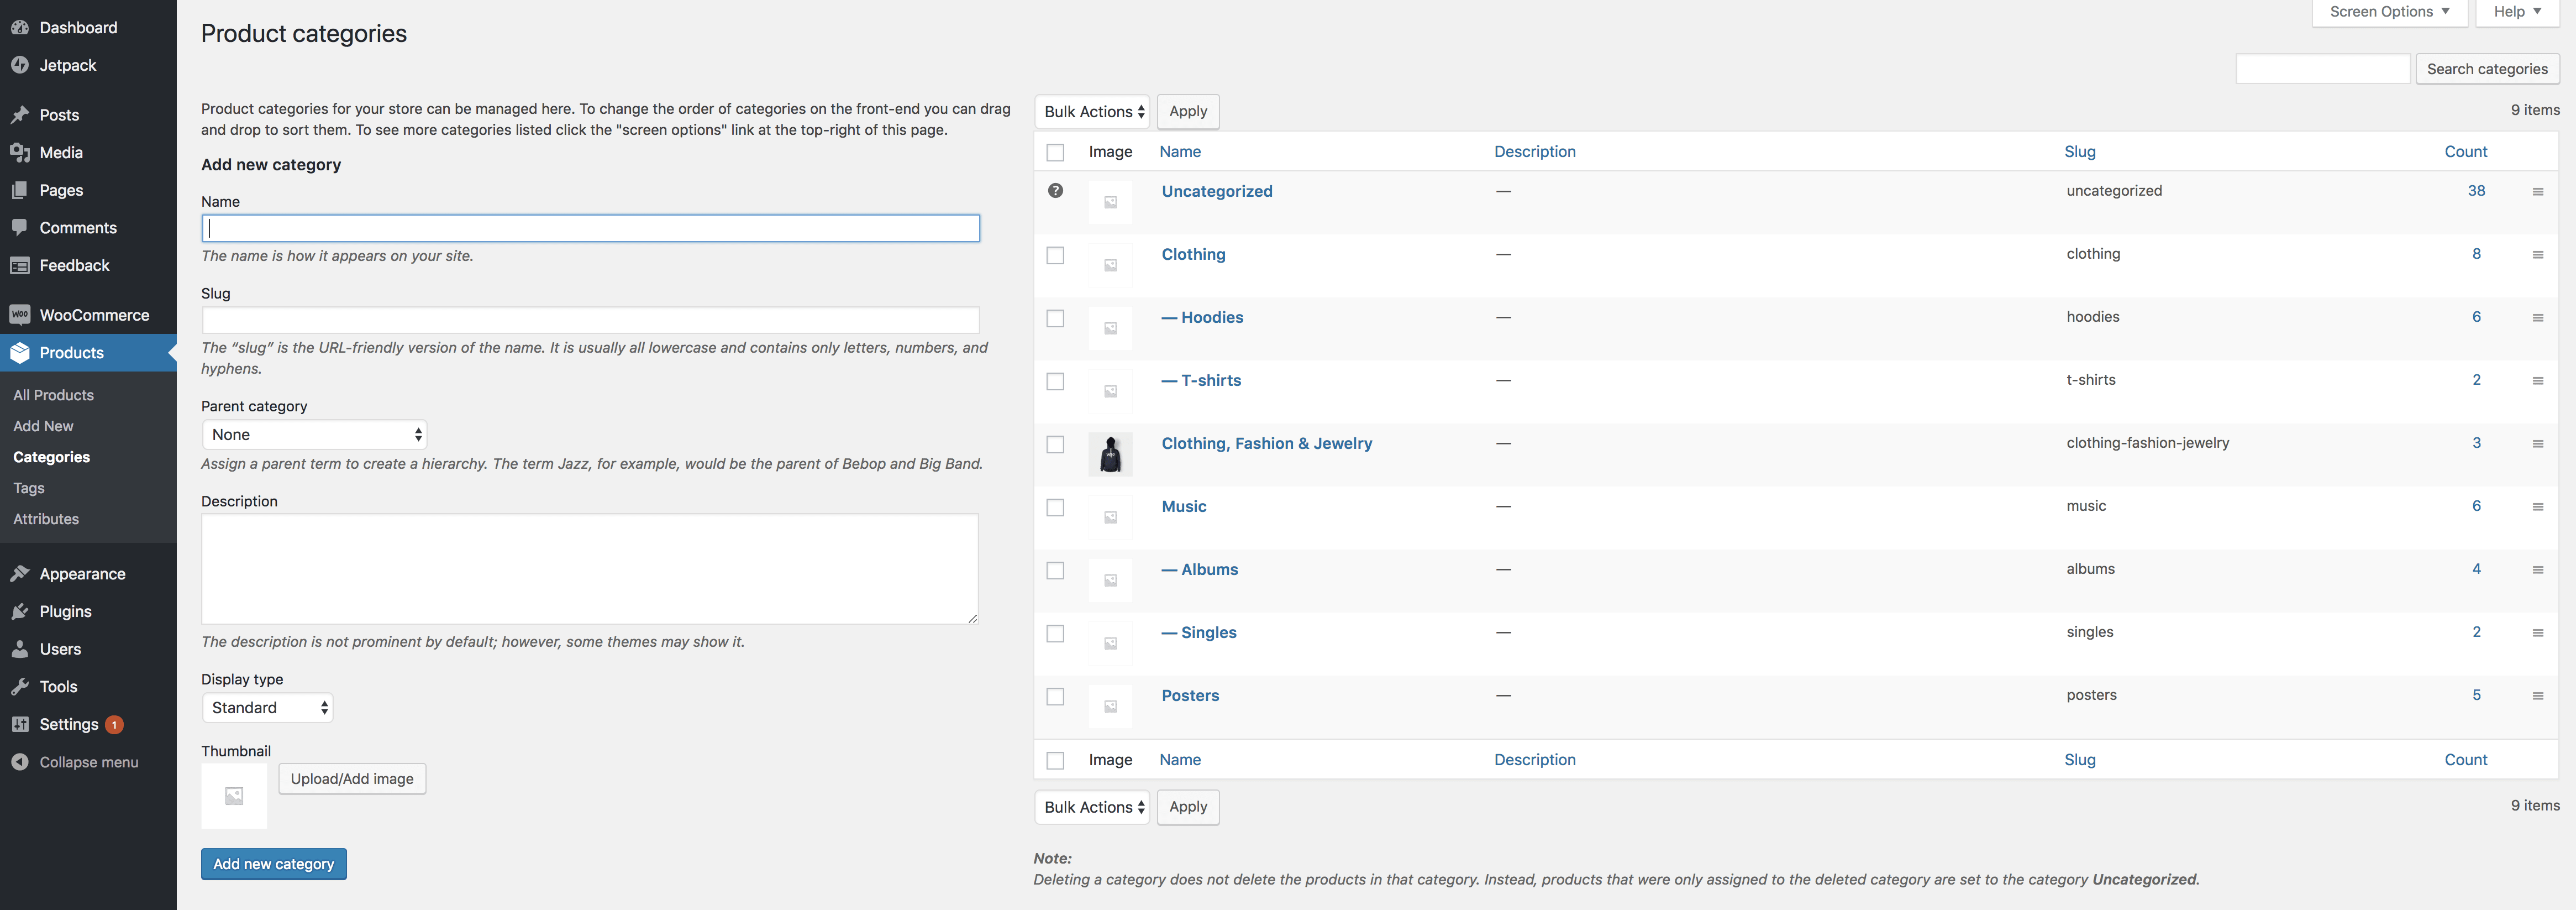 Dashboard
Jetpack
Posts
Media
Pages
Comments
Feedback
WooCommerce
Products
All Products
Add New
Categories
Tags
Attributes
Appearance
Plugins
Users
Tools
Settings 1
Collapse menu
Screen Options
Help
Product categories
Search categories
Product categories for your store can be managed here. To change the order of categories on the front-end you can drag
and drop to sort them. To see more categories listed click the "screen options" link at the top-right of this page.
Add new category
Name
The name is how it appears on your site.
Slug
The “slug” is the URL-friendly version of the name. It is usually all lowercase and contains only letters, numbers, and
hyphens.
Parent category
None
Assign a parent term to create a hierarchy. The term Jazz, for example, would be the parent of Bebop and Big Band.
Description
The description is not prominent by default; however, some themes may show it.
Display type
Standard
Thumbnail
Upload/Add image
Add new category
Bulk Actions Apply 9 items
Image Name Description Slug Count
? Uncategorized — uncategorized 38
Clothing — clothing 8
— Hoodies — hoodies 6
— T-shirts — t-shirts 2
Clothing, Fashion & Jewelry — clothing-fashion-jewelry 3
Music — music 6
— Albums — albums 4
— Singles — singles 2
Posters — posters 5
Image Name Description Slug Count
Bulk Actions Apply 9 items
Note:
Deleting a category does not delete the products in that category. Instead, products that were only assigned to the deleted category are set to the category Uncategorized.